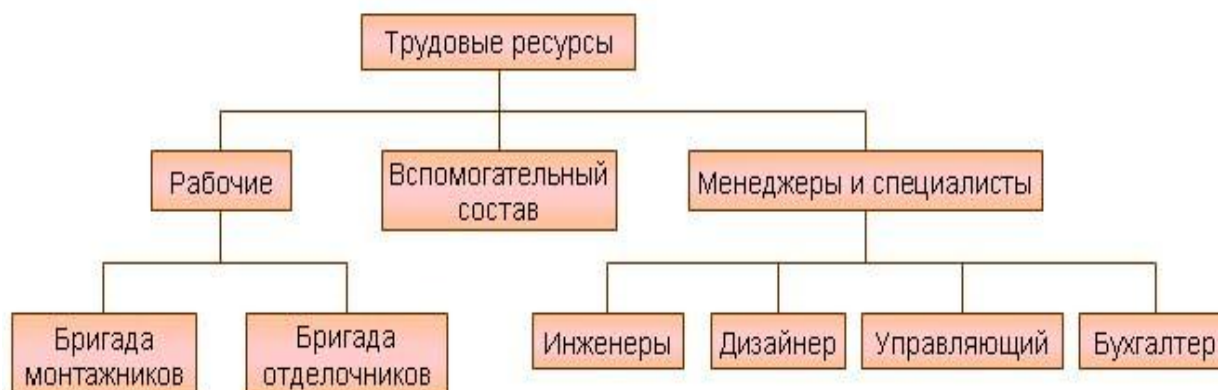 Трудовые ресурсы
Рабочие
Вспомогательный
состав
Менеджеры и специалисты
Бригада
монтажников
Бригада
отделочников
Инженеры
Дизайнер
Управляющий
Бухгалтер